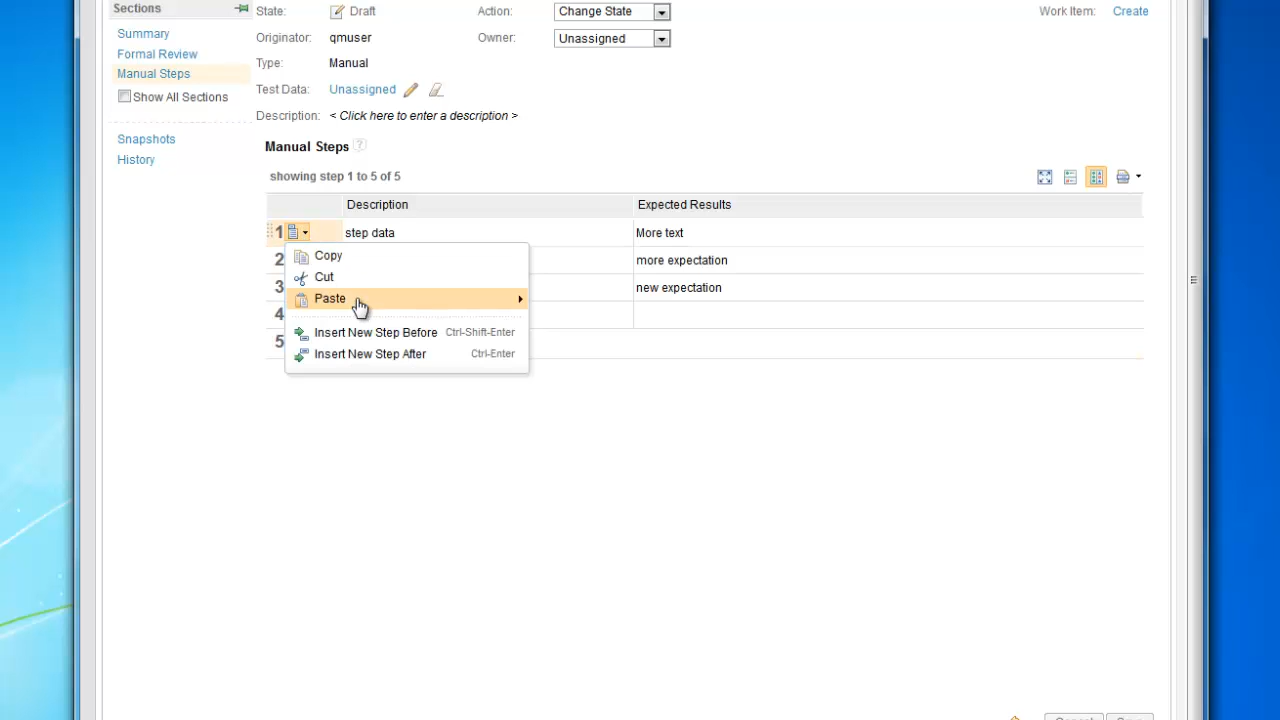 Sections
State: Draft Action: Change State Work Item: Create
Summary
Originator: qmuser Owner: Unassigned
Formal Review
Type: Manual
Manual Steps
Test Data: Unassigned
Show All Sections
Description: < Click here to enter a description >
Snapshots
Manual Steps ?
History
showing step 1 to 5 of 5
Description Expected Results
1 step data More text
2 more expectation
3 new expectation
4
5
Copy
Cut
Paste
Insert New Step Before Ctrl-Shift-Enter
Insert New Step After Ctrl-Enter